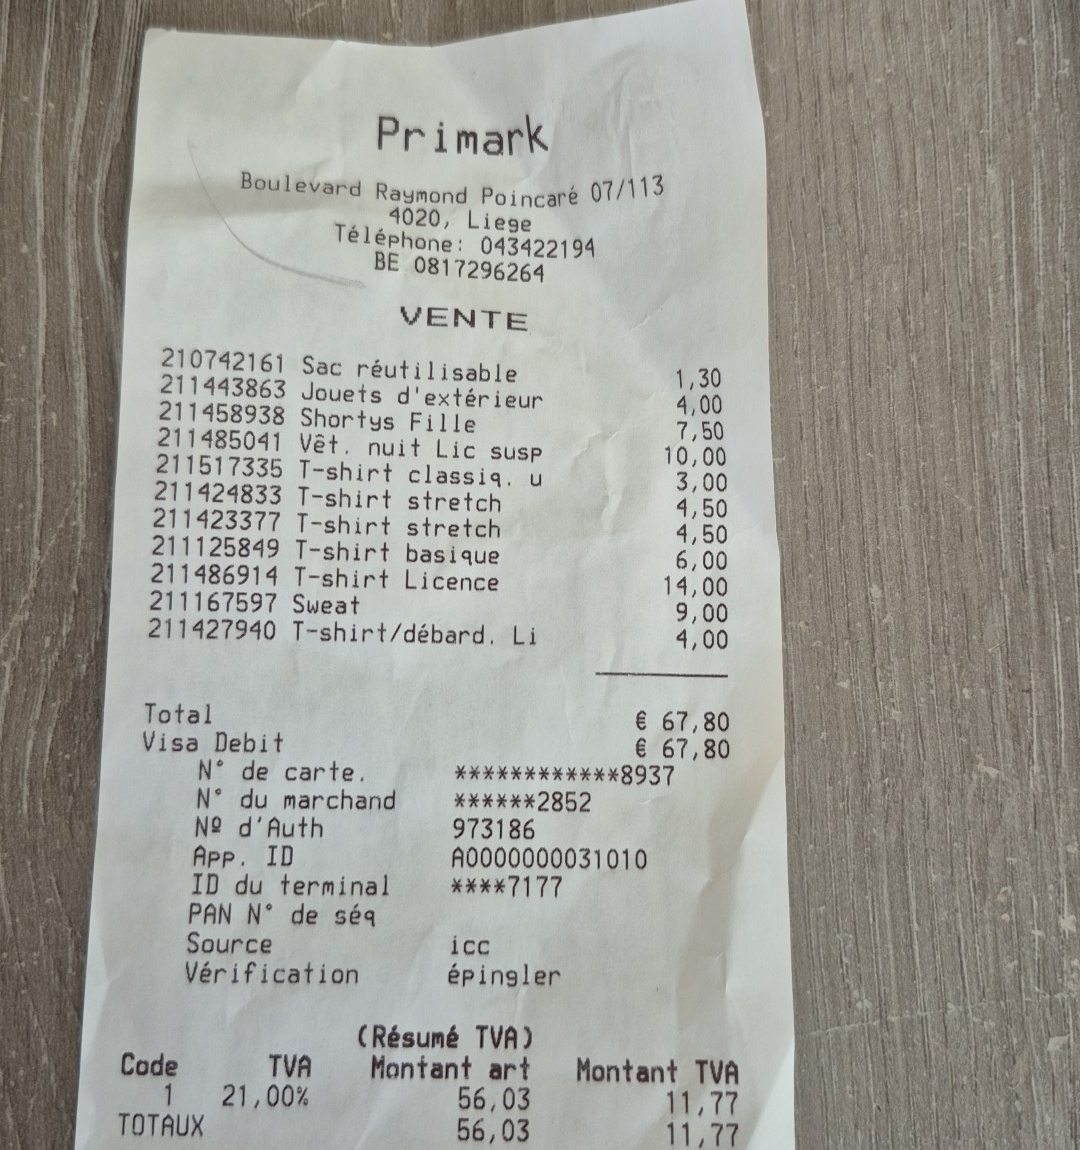 Primark
Boulevard Raymond Poincaré 07/113
4020, Liege
Téléphone: 043422194
BE 0817296264
VENTE
210742161 Sac réutilisable 1,30
211443863 Jouets d'extérieur 4,00
211458938 Shortys Fille 7,50
211485041 Vêt. nuit Lic susp 10,00
211517335 T-shirt classiq. u 3,00
211424833 T-shirt stretch 4,50
211423377 T-shirt stretch 4,50
211125849 T-shirt basique 6,00
211486914 T-shirt Licence 14,00
211167597 Sweat 9,00
211427940 T-shirt/débard. Li 4,00
Total € 67,80
Visa Debit € 67,80
N° de carte. ************8937
N° du marchand ******2852
Nº d'Auth 973186
App. ID A0000000031010
ID du terminal ****7177
PAN N° de séq
Source icc
Vérification épingler
(Résumé TVA)
Code TVA Montant art Montant TVA
1 21,00% 56,03 11,77
TOTAUX 56,03 11,77